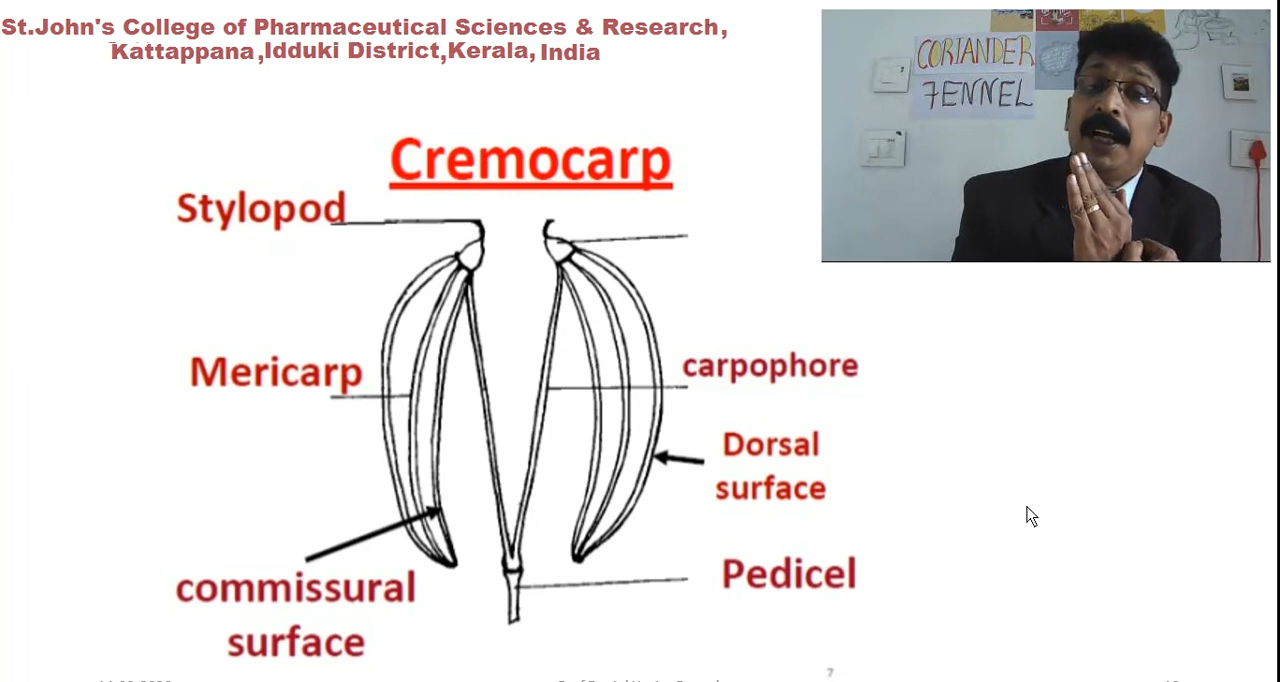 St.John's College of Pharmaceutical Sciences & Research,
Kattappana,Idduki District,Kerala, India
CORIANDER
FENNEL
Cremocarp
Stylopod
Mericarp
carpophore
Dorsal
surface
commissural
surface
Pedicel
7